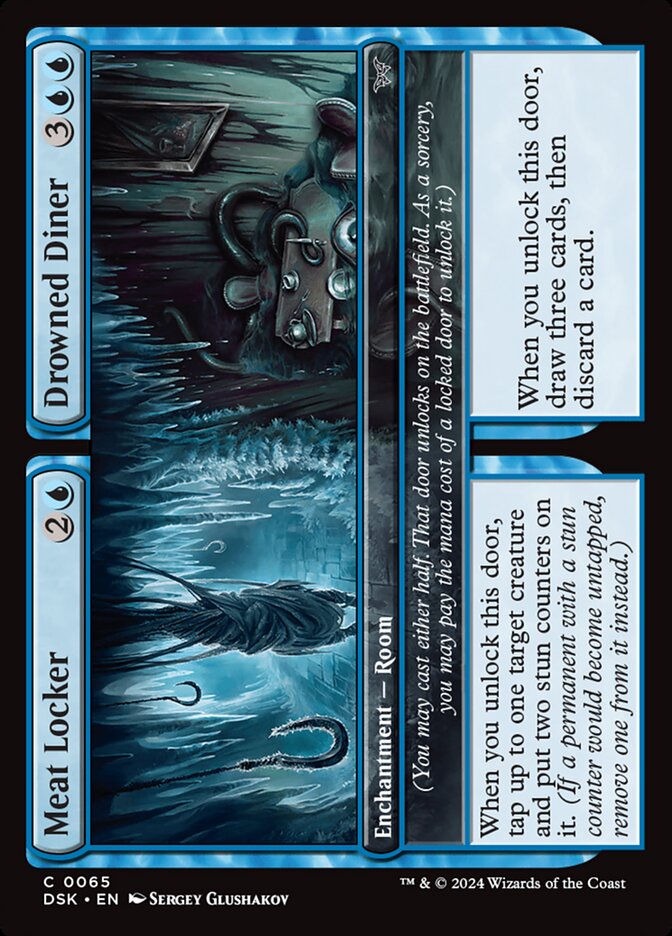 Meat Locker 2
Drowned Diner 3
Enchantment — Room
(You may cast either half. That door unlocks on the battlefield. As a sorcery,
you may pay the mana cost of a locked door to unlock it.)
When you unlock this door,
tap up to one target creature
and put two stun counters on
it. (If a permanent with a stun
counter would become untapped,
remove one from it instead.)
When you unlock this door,
draw three cards, then
discard a card.
C 0065
DSK • EN Sergey Glushakov
™ & © 2024 Wizards of the Coast